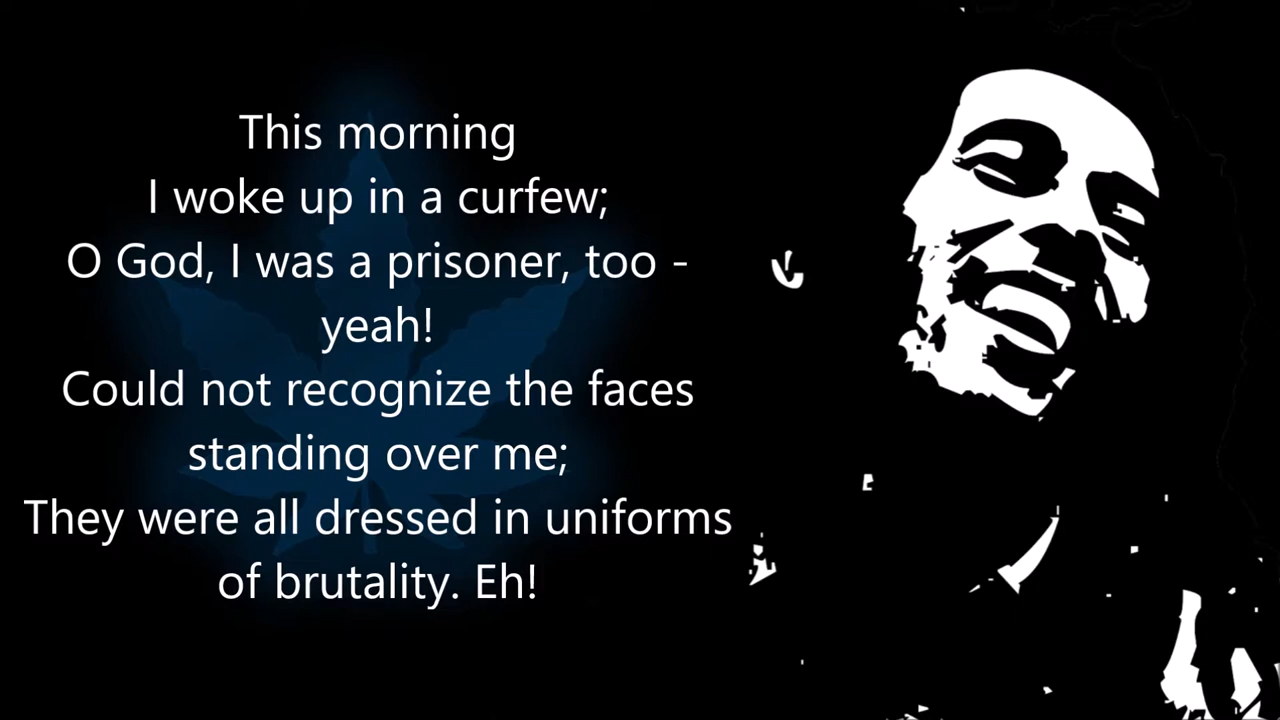 This morning
I woke up in a curfew;
O God, I was a prisoner, too -
yeah!
Could not recognize the faces
standing over me;
They were all dressed in uniforms
of brutality. Eh!